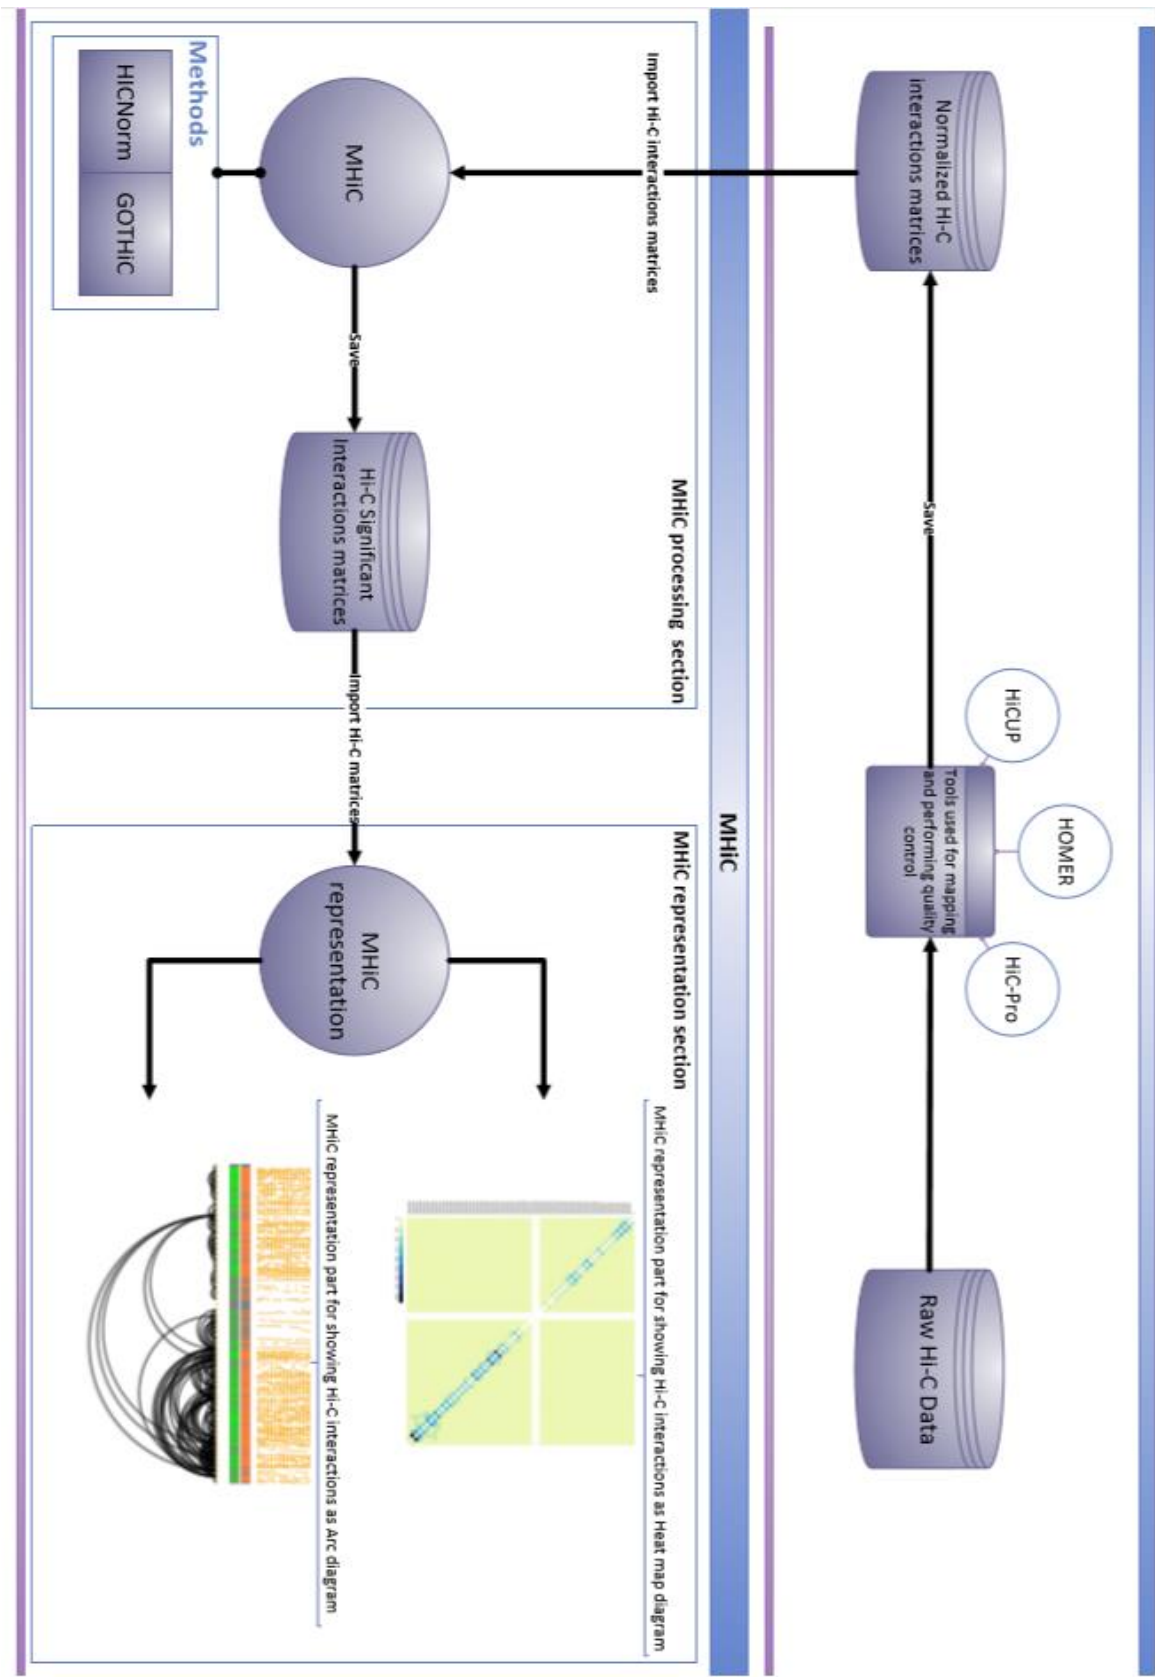 Normalized Hi-C
interactions matrices
Save
HiCUP
HOMER
HiC-Pro
Tools used for mapping
and performing quality
control
Raw Hi-C Data
MHiC
Import Hi-C interactions matrices
MHiC processing section
MHiC
Save
Hi-C Significant
Interactions matrices
Import Hi-C matrices
Methods
HICNorm
GOTHiC
MHiC representation section
MHiC
representation
MHiC representation part for showing Hi-C interactions as Heat map diagram
MHiC representation part for showing Hi-C interactions as Arc diagram